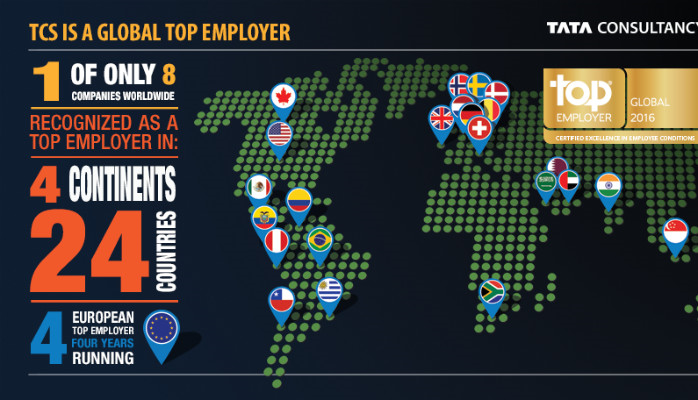 TCS IS A GLOBAL TOP EMPLOYER
TATA CONSULTANCY
1 OF ONLY 8
COMPANIES WORLDWIDE
RECOGNIZED AS A
TOP EMPLOYER IN:
4 CONTINENTS
24 COUNTRIES
4 EUROPEAN
TOP EMPLOYER
FOUR YEARS
RUNNING
top
EMPLOYER
GLOBAL
2016
CERTIFIED EXCELLENCE IN EMPLOYEE CONDITIONS